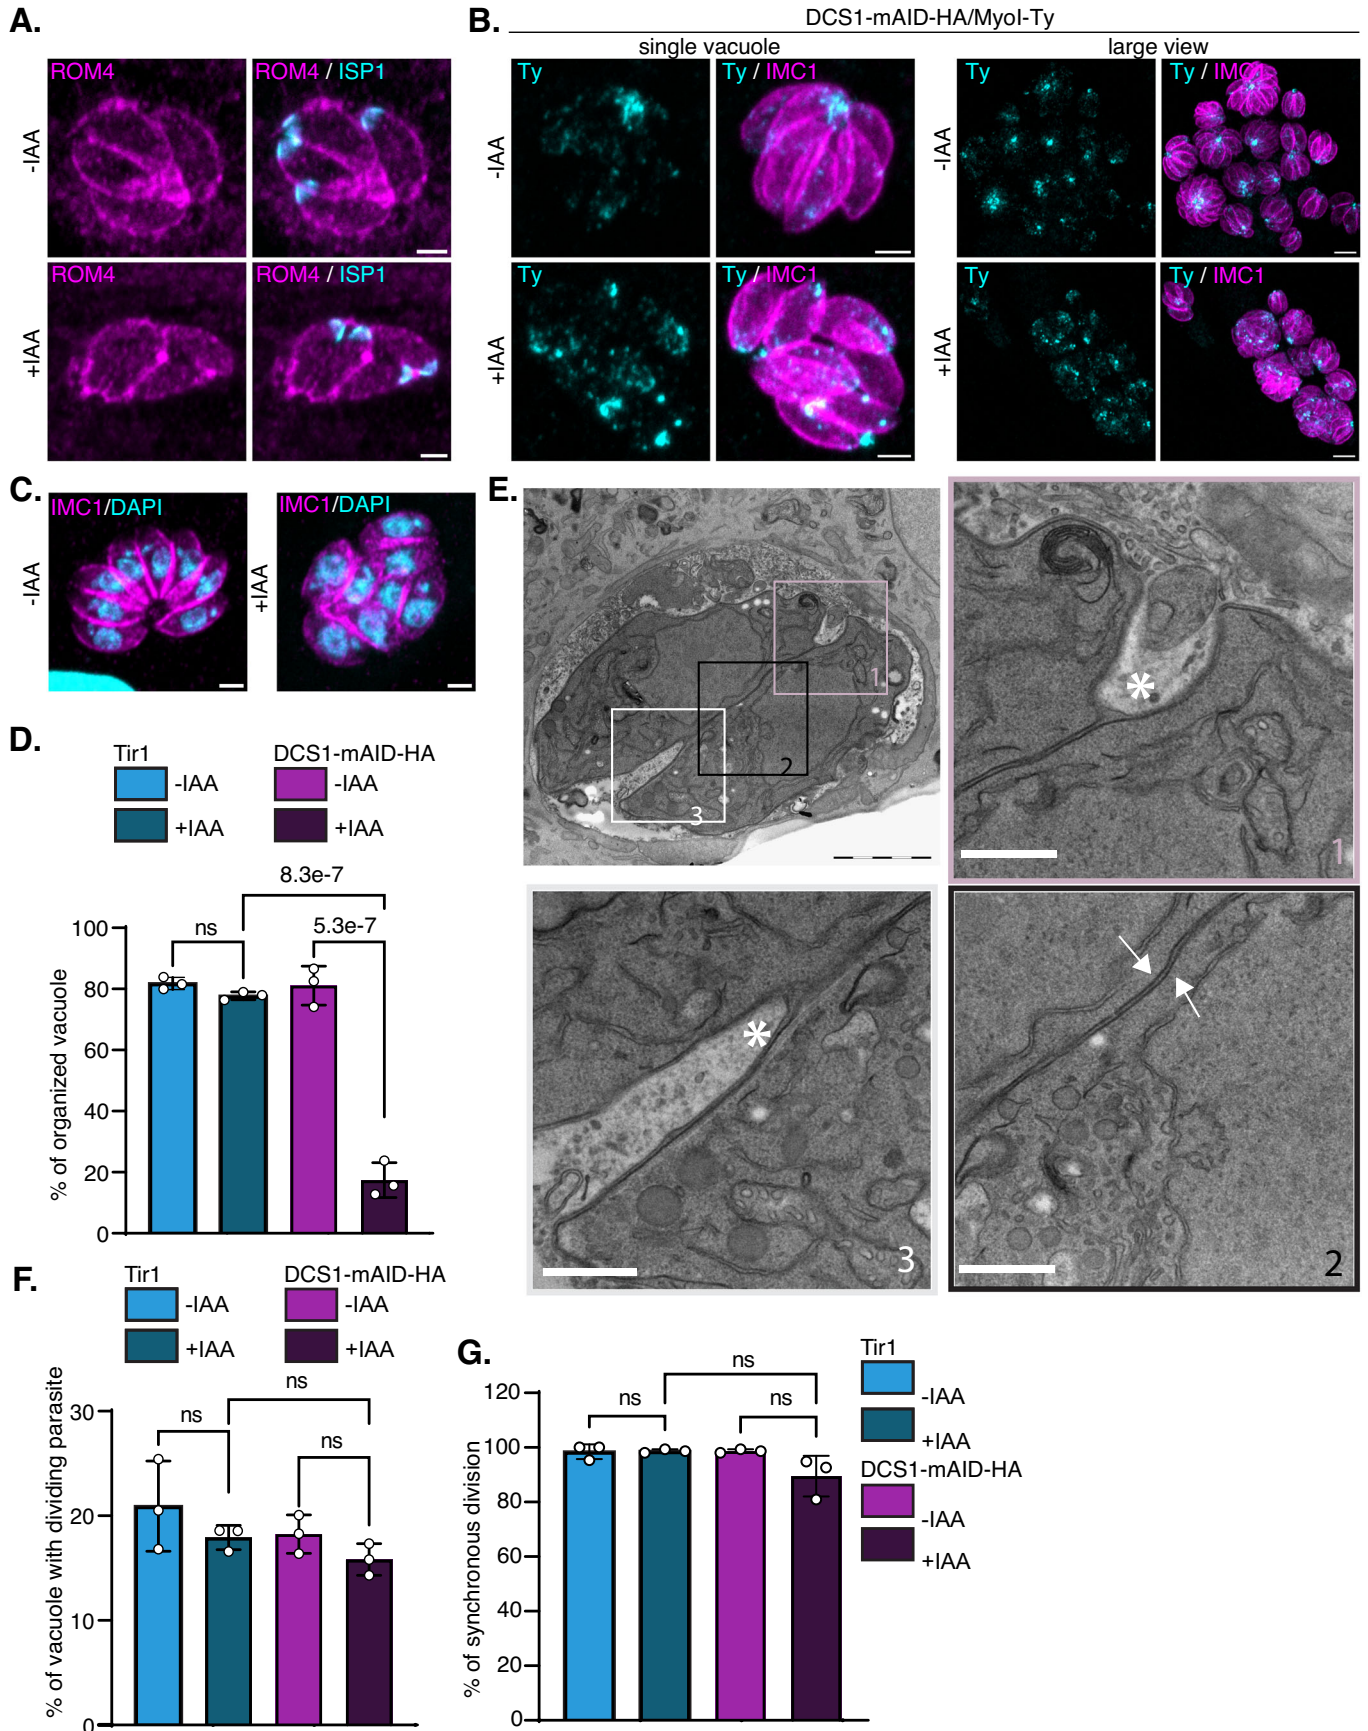 A.
ROM4
ROM4 / ISP1
-IAA
ROM4
ROM4 / ISP1
+IAA
B.
DCS1-mAID-HA/MyoI-Ty
single vacuole
large view
Ty
Ty / IMC1
Ty
Ty / IMC1
-IAA
-IAA
Ty
Ty / IMC1
Ty
Ty / IMC1
+IAA
+IAA
C.
IMC1/DAPI
IMC1/DAPI
-IAA
+IAA
E.
1
2
3
1
3
2
*
*
D.
Tir1
DCS1-mAID-HA
-IAA
-IAA
+IAA
+IAA
8.3e-7
5.3e-7
ns
% of organized vacuole
100
80
60
40
20
0
F.
Tir1
DCS1-mAID-HA
-IAA
-IAA
+IAA
+IAA
ns
ns
ns
% of vacuole with dividing parasite
30
20
10
0
G.
Tir1
-IAA
+IAA
DCS1-mAID-HA
-IAA
+IAA
ns
ns
ns
% of synchronous division
120
100
80
60
40
20
0